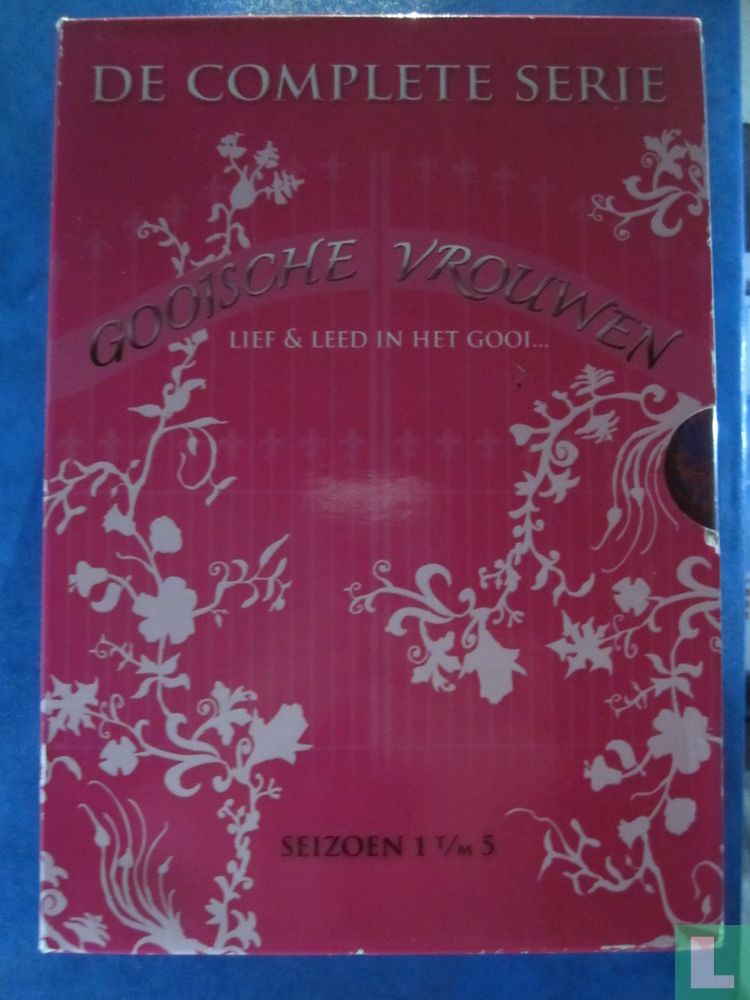 DE COMPLETE SERIE
GOOISCHE VROUWEN
LIEF & LEED IN HET GOOI...
SEIZOEN 1 T/M 5
L